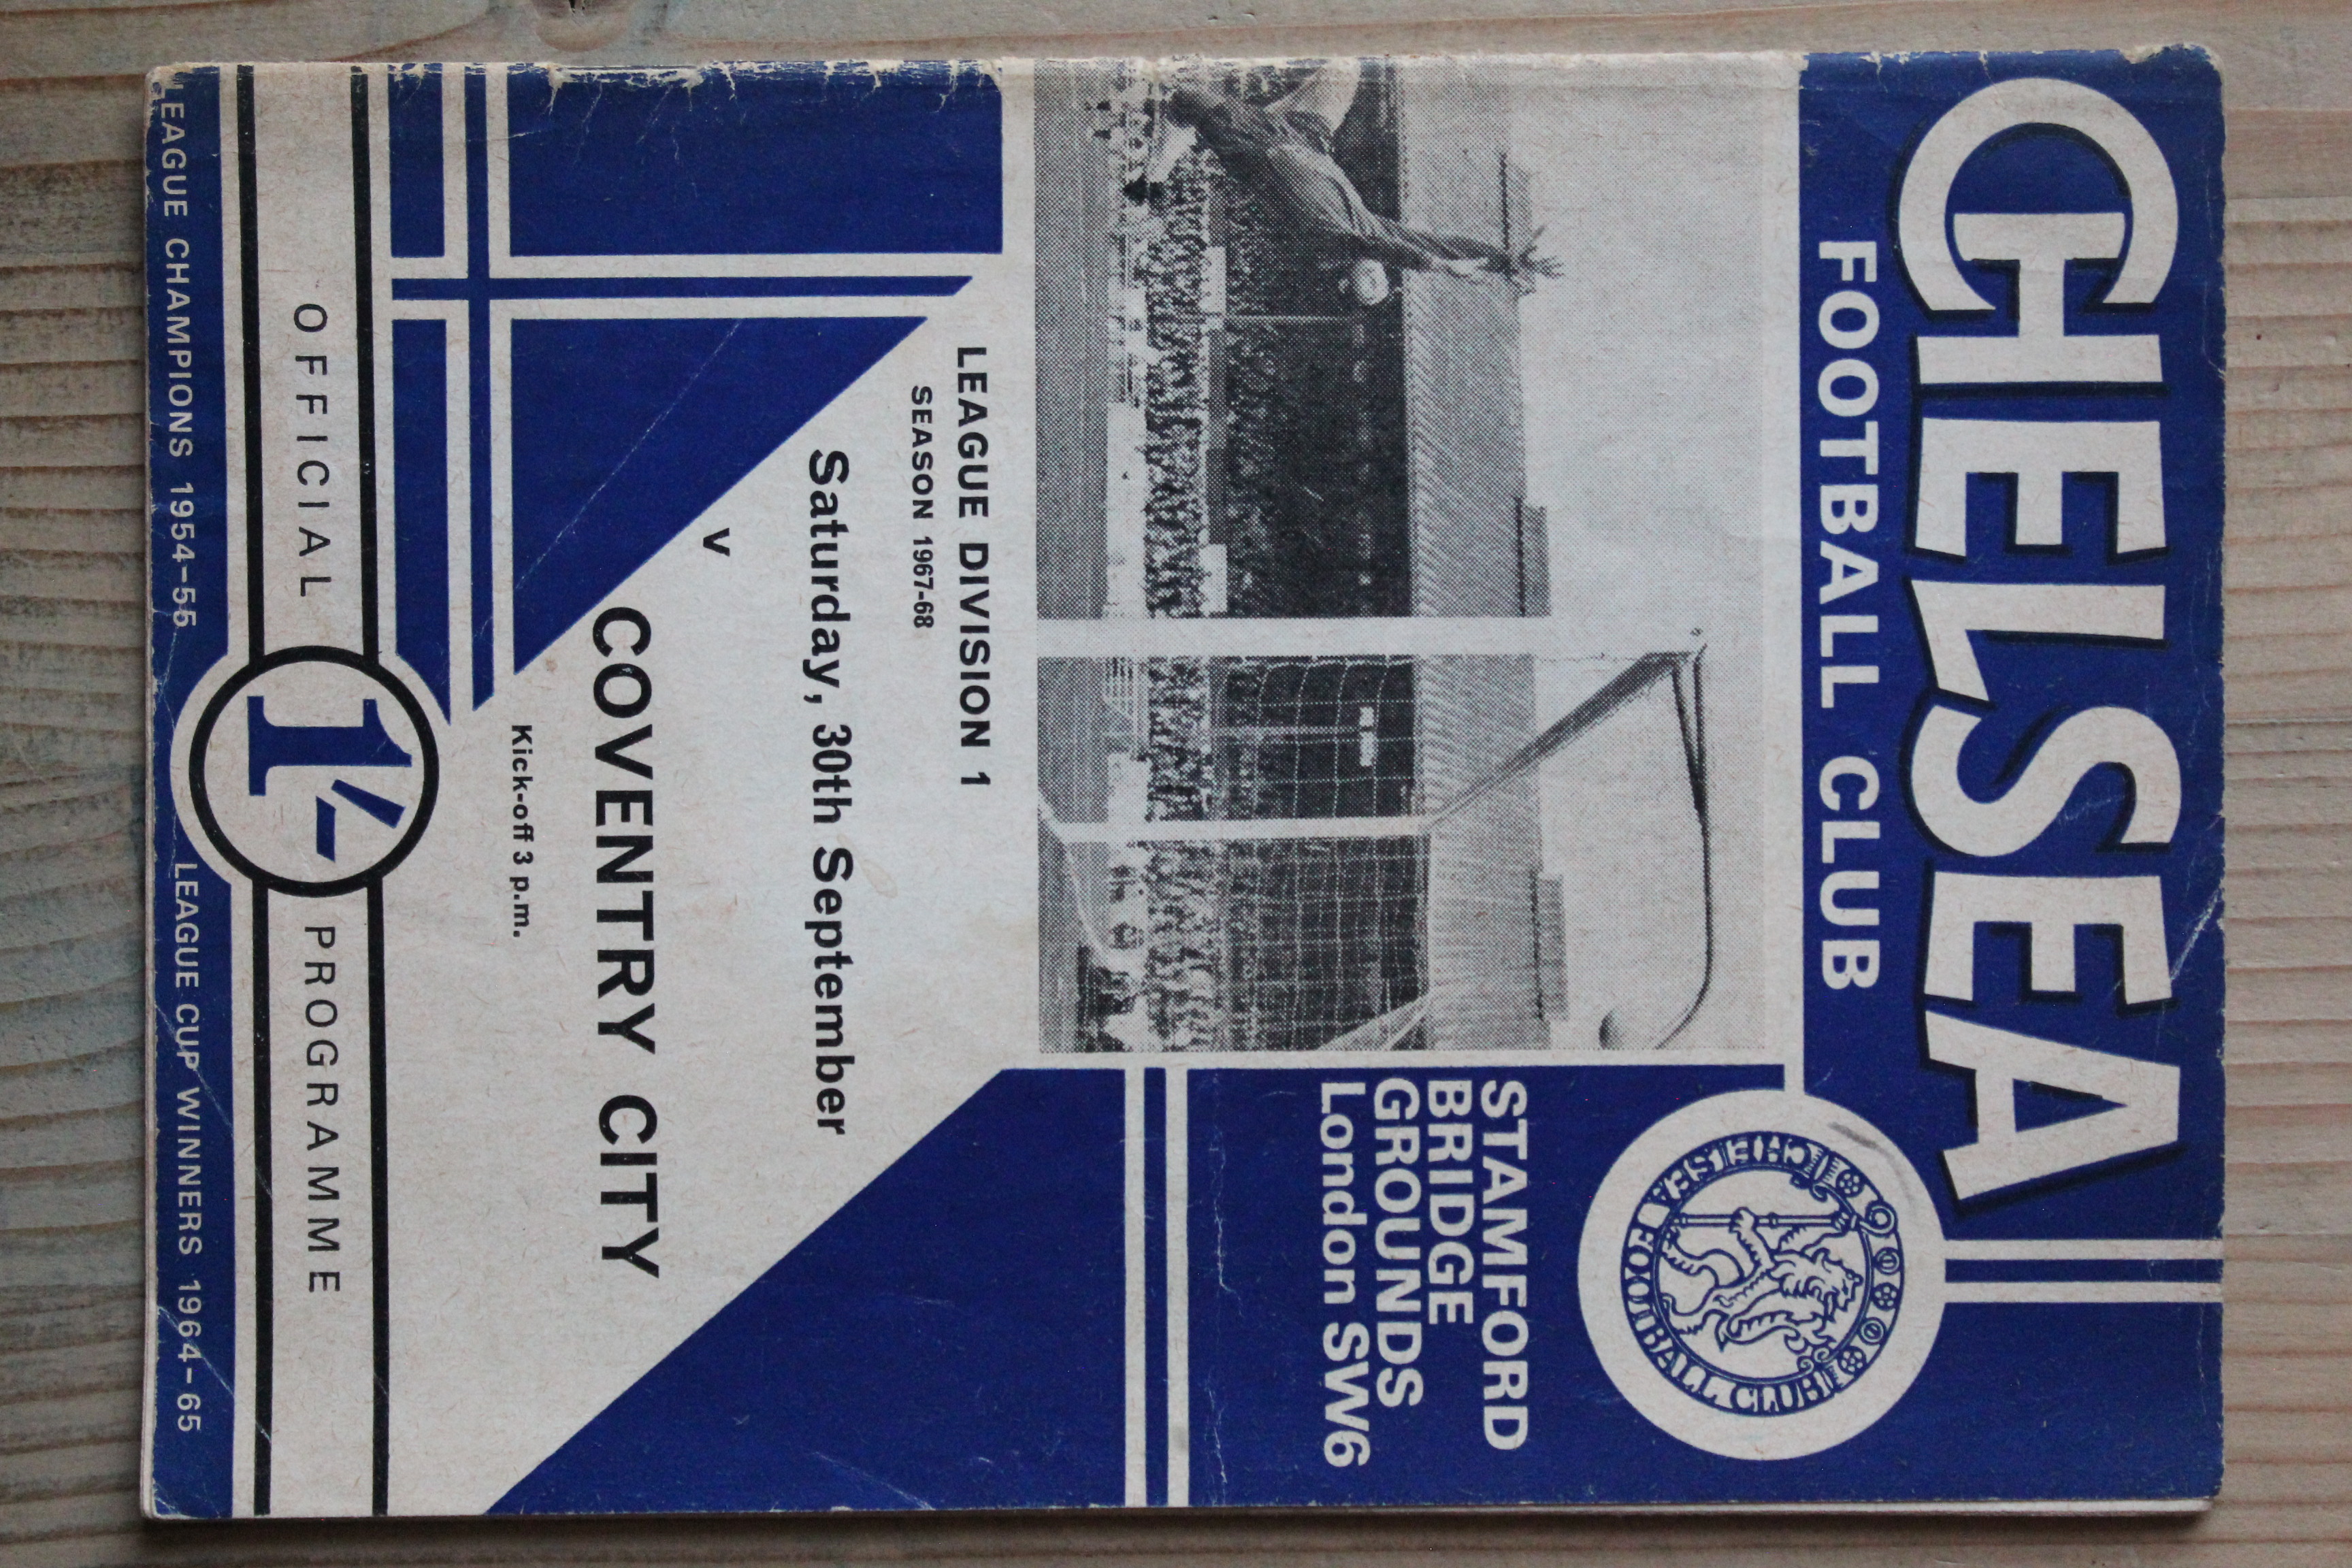 CHELSEA
FOOTBALL CLUB
CHELSEA FOOTBALL CLUB
STAMFORD
BRIDGE
GROUNDS
London SW6
LEAGUE DIVISION 1
SEASON 1967-68
Saturday, 30th September
v
COVENTRY CITY
Kick-off 3 p.m.
OFFICIAL 1/- PROGRAMME
LEAGUE CHAMPIONS 1954-55 LEAGUE CUP WINNERS 1964-65